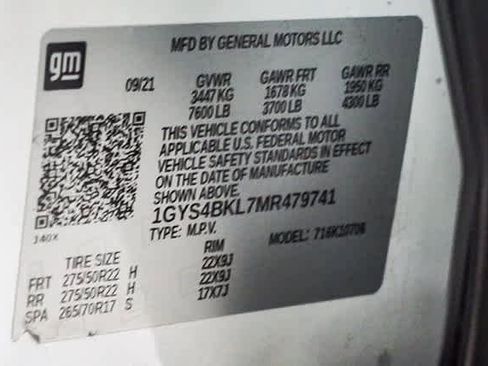 gm
MFD BY GENERAL MOTORS LLC
09/21 GVWR GAWR FRT GAWR RR
3447 KG 1678 KG 1950 KG
7600 LB 3700 LB 4300 LB
THIS VEHICLE CONFORMS TO ALL
APPLICABLE U.S. FEDERAL MOTOR
VEHICLE SAFETY STANDARDS IN EFFECT
ON THE DATE OF MANUFACTURE
SHOWN ABOVE.
1GYS4BKL7MR479741
TYPE: M.P.V. MODEL: 716K10706
J40X
TIRE SIZE RIM
FRT 275/50R22 H 22X9J
RR 275/50R22 H 22X9J
SPA 265/70R17 S 17X7J